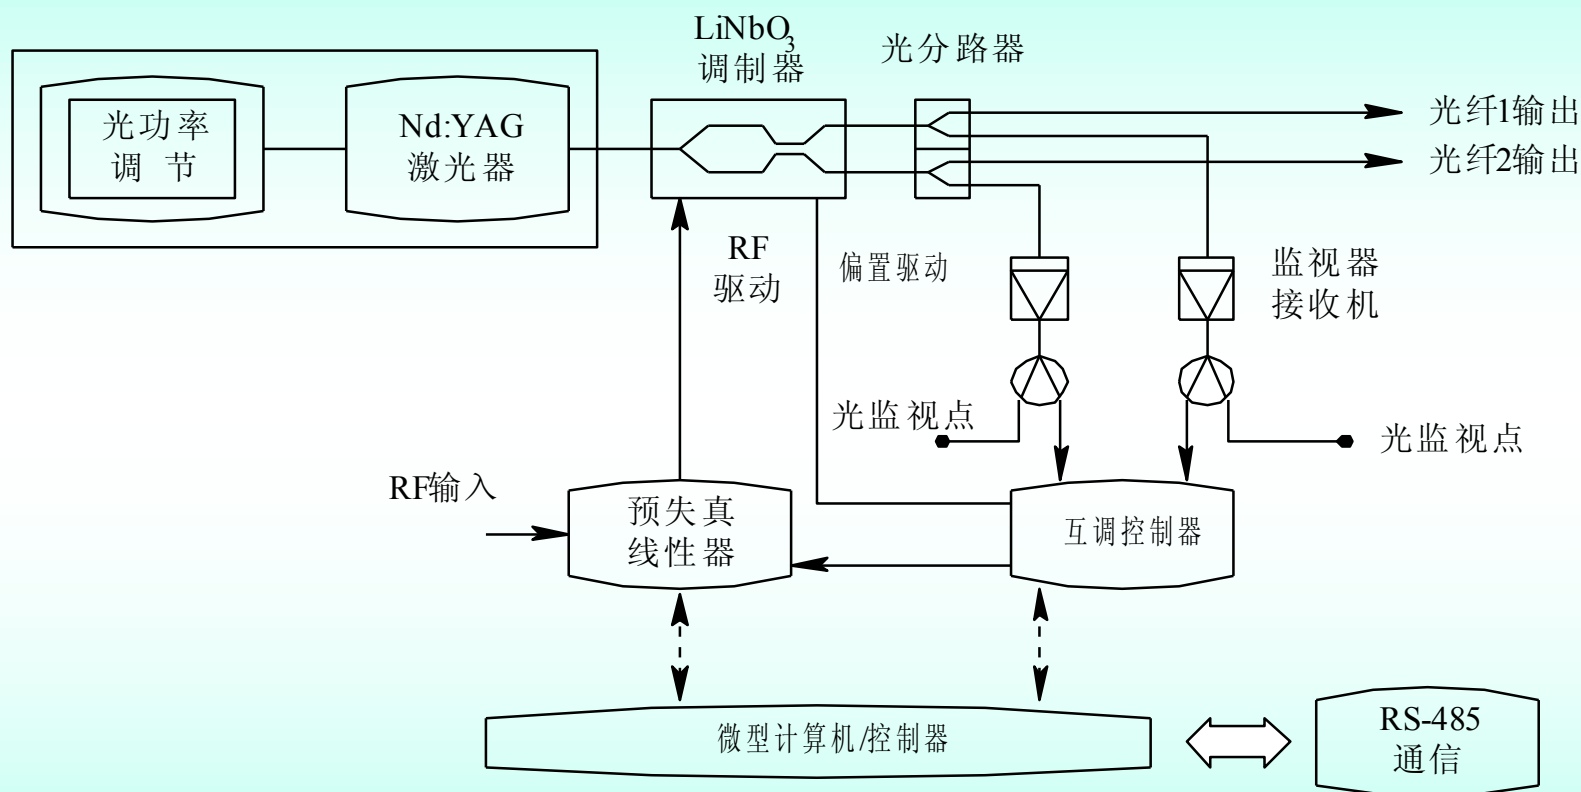 LiNbO3
调制器
光分路器
光功率
调 节
Nd:YAG
激光器
光纤1输出
光纤2输出
RF
驱动
偏置驱动
监视器
接收机
光监视点
光监视点
RF输入
预失真
线性器
互调控制器
微型计算机/控制器
RS-485
通信